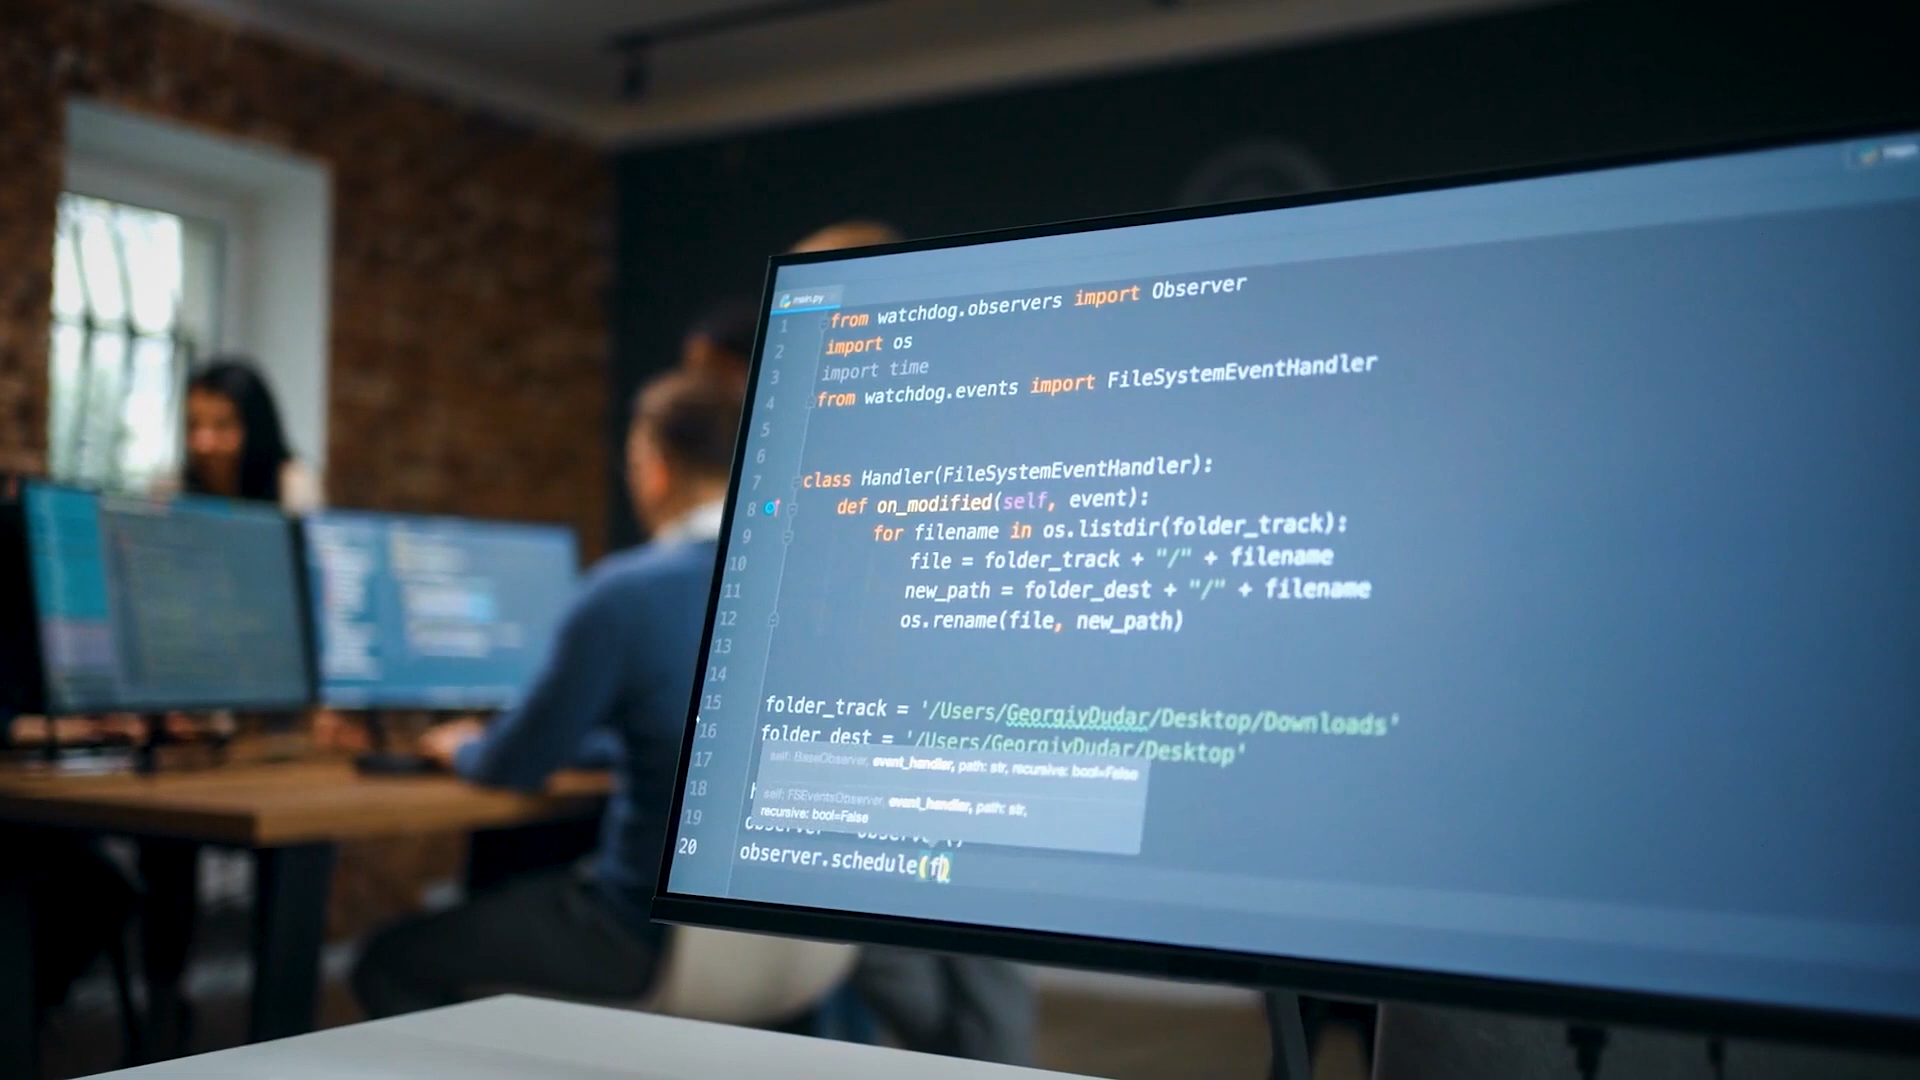 main.py
1 from watchdog.observers import Observer
2 import os
3 import time
4 from watchdog.events import import FileSystemEventHandler
5
6
7 class Handler(FileSystemEventHandler):
8 def on_modified(self, event):
9 for filename in os.listdir(folder_track):
10 file = folder_track + "/" + filename
11 new_path = folder_dest + "/" + filename
12 os.rename(file, new_path)
13
14
15 folder_track = '/Users/GeorgiyDudar/Desktop/Downloads'
16 folder_dest = '/Users/GeorgiyDudar/Desktop'
17
self: BaseObserver, event_handler, path: str, recursive: bool=False
18
self: FSEventsObserver, event_handler, path: str,
recursive: bool=False
19 observer = Observer()
20 observer.schedule(f)